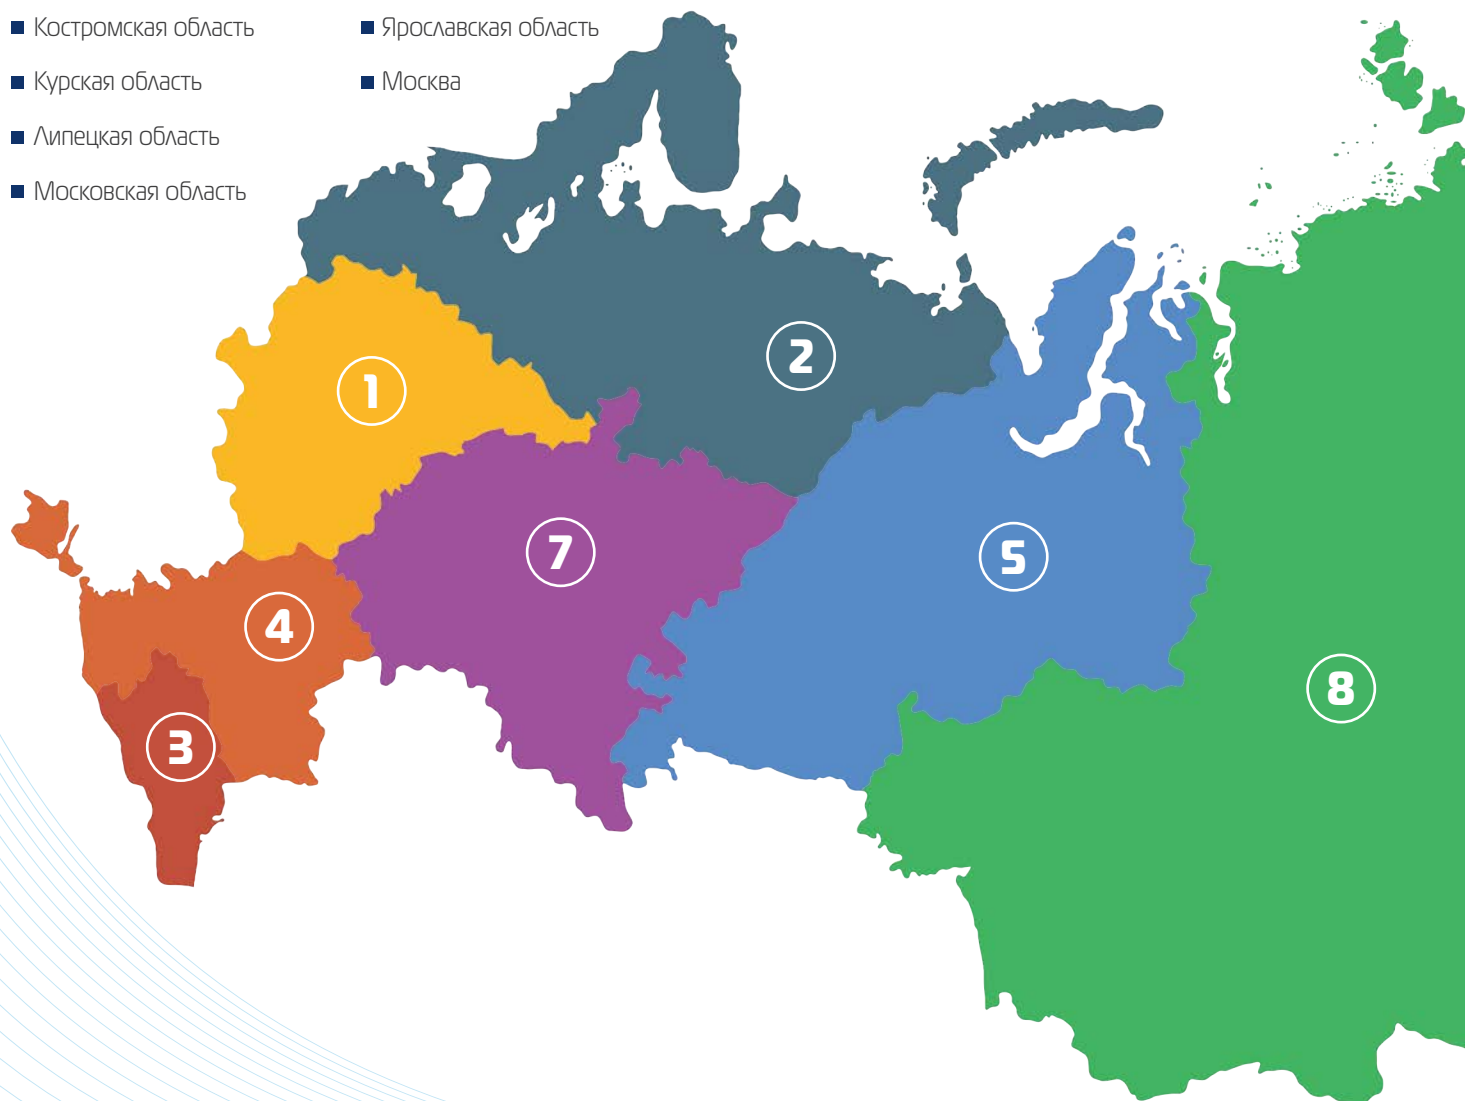 Костромская область
Курская область
Липецкая область
Московская область
Ярославская область
Москва
1
2
3
4
5
7
8